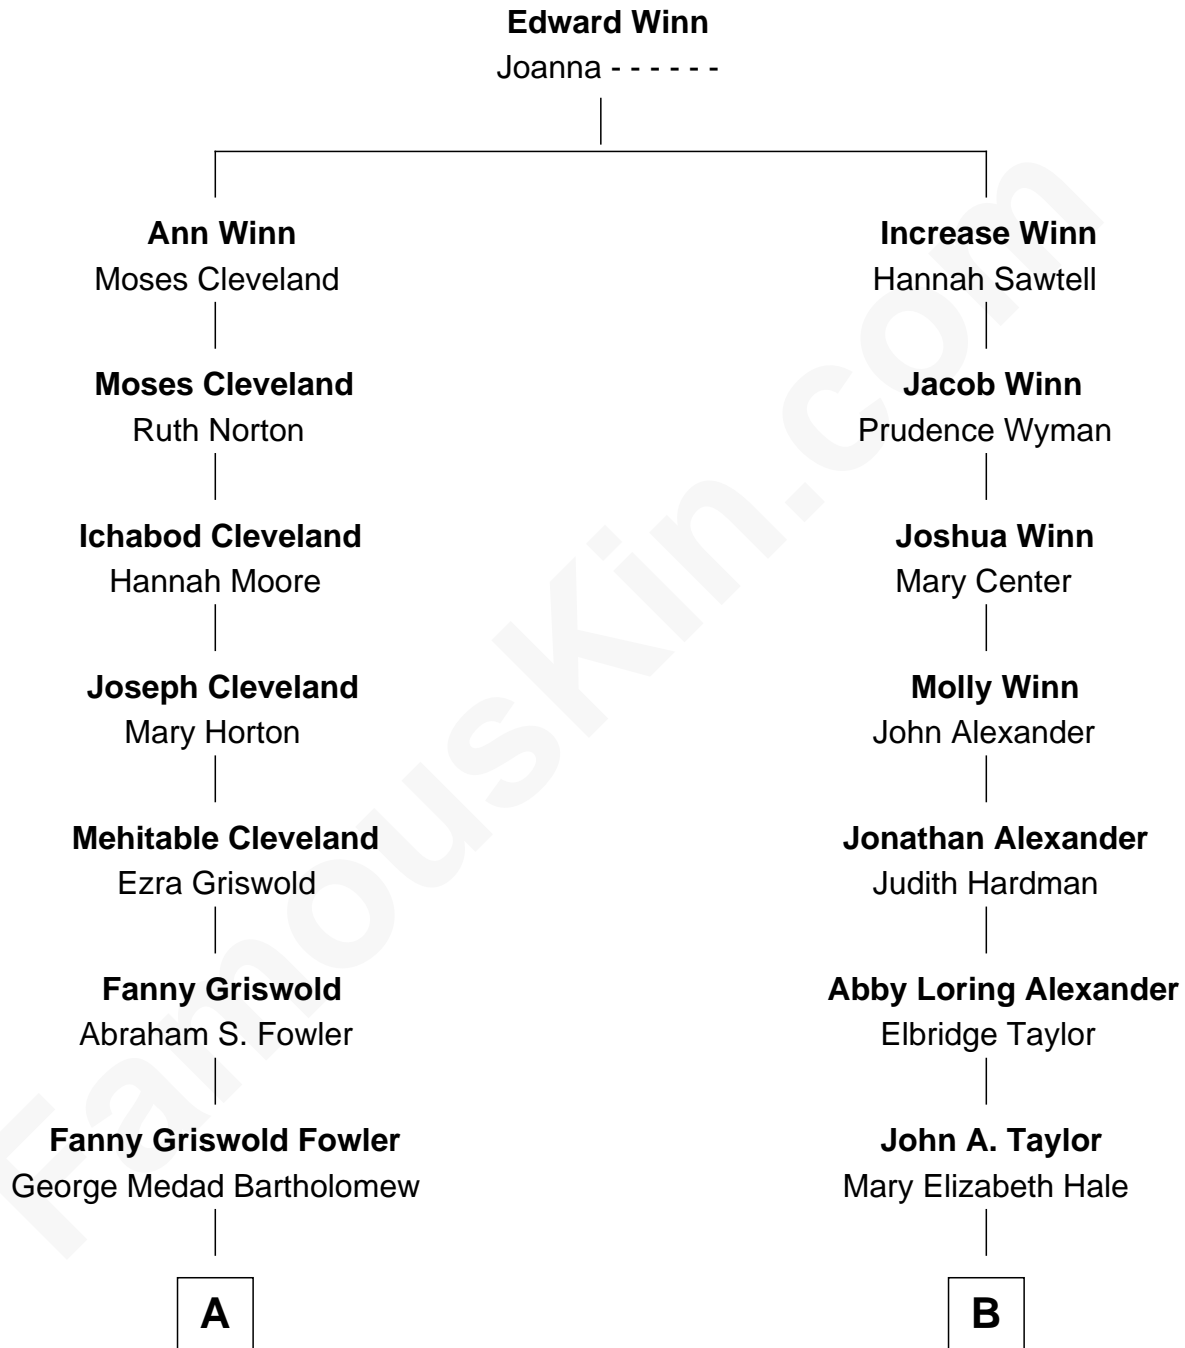 Edward Winn
Joanna - - - - - -
Ann Winn
Moses Cleveland
Moses Cleveland
Ruth Norton
Ichabod Cleveland
Hannah Moore
Joseph Cleveland
Mary Horton
Mehitable Cleveland
Ezra Griswold
Fanny Griswold
Abraham S. Fowler
Fanny Griswold Fowler
George Medad Bartholomew
A
Increase Winn
Hannah Sawtell
Jacob Winn
Prudence Wyman
Joshua Winn
Mary Center
Molly Winn
John Alexander
Jonathan Alexander
Judith Hardman
Abby Loring Alexander
Elbridge Taylor
John A. Taylor
Mary Elizabeth Hale
B
FamousKin.com